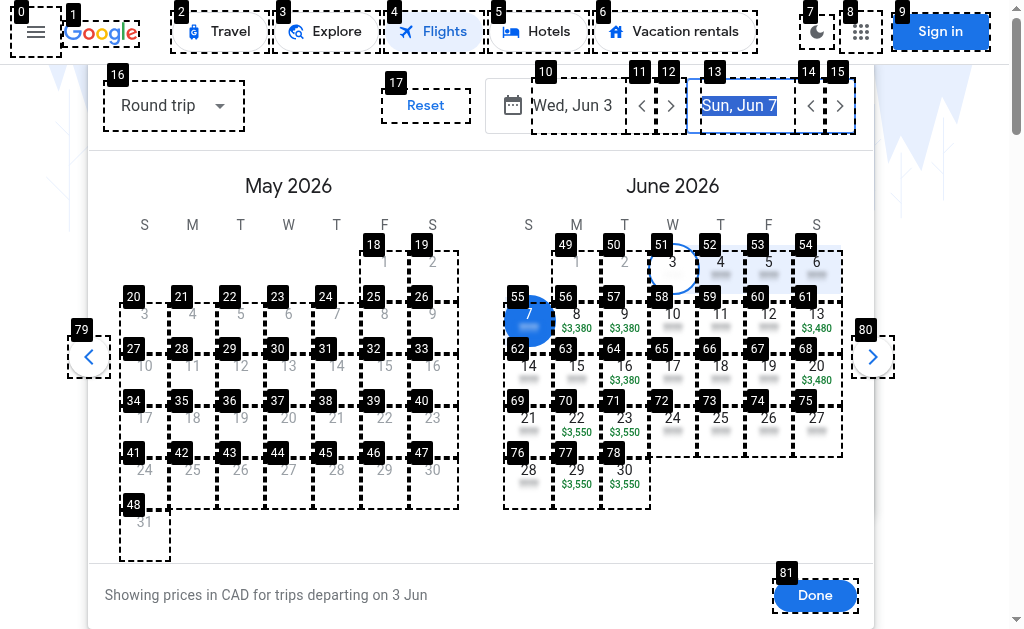 0 1 2 3 4 5 6 7 8 9
Google Travel Explore Flights Hotels Vacation rentals Sign in
16 17 10 11 12 13 14 15
Round trip Reset Wed, Jun 3 Sun, Jun 7
May 2026 June 2026
S M T W T F S S M T W T F S
18 19 49 50 51 52 53 54
1 2 1 2 3 4 5 6
20 21 22 23 24 25 26 55 56 57 58 59 60 61
3 4 5 6 7 8 9 7 8 9 10 11 12 13
$3,380 $3,380 $3,480
79 80
27 28 29 30 31 32 33 62 63 64 65 66 67 68
10 11 12 13 14 15 16 14 15 16 17 18 19 20
$3,380 $3,480
34 35 36 37 38 39 40 69 70 71 72 73 74 75
17 18 19 20 21 22 23 21 22 23 24 25 26 27
$3,550 $3,550
41 42 43 44 45 46 47 76 77 78
24 25 26 27 28 29 30 28 29 30
$3,550 $3,550
48
31
81
Showing prices in CAD for trips departing on 3 Jun Done